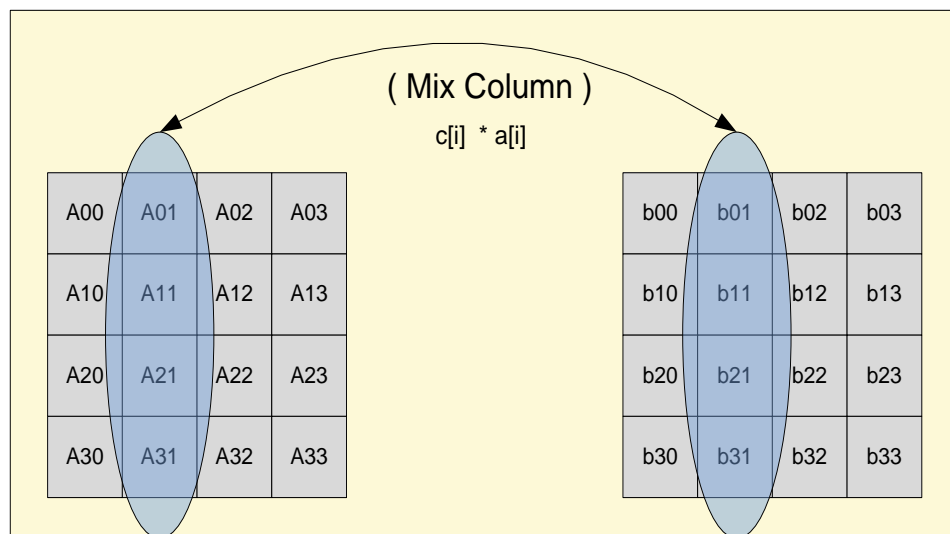 ( Mix Column )
c[i] * a[i]
A00 A01 A02 A03 b00 b01 b02 b03
A10 A11 A12 A13 b10 b11 b12 b13
A20 A21 A22 A23 b20 b21 b22 b23
A30 A31 A32 A33 b30 b31 b32 b33